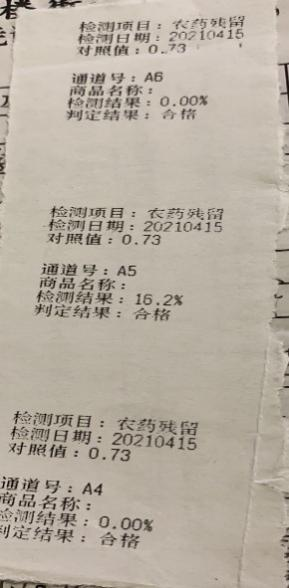 检测项目：农药残留
检测日期：20210415
对照值：0.73
通道号：A6
商品名称：
检测结果：0.00%
判定结果：合格
检测项目：农药残留
检测日期：20210415
对照值：0.73
通道号：A5
商品名称：
检测结果：16.2%
判定结果：合格
检测项目：农药残留
检测日期：20210415
对照值：0.73
通道号：A4
商品名称：
检测结果：0.00%
判定结果：合格